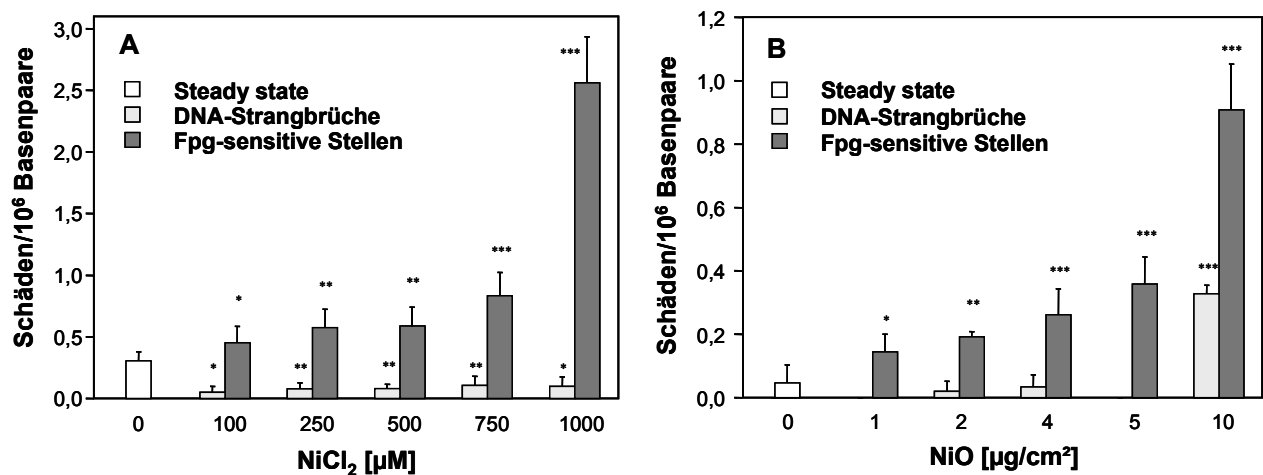 A
Steady state
DNA-Strangbrüche
Fpg-sensitive Stellen
Schäden/10⁶ Basenpaare
3,0
2,5
2,0
1,5
1,0
0,5
0,0
*
*
**
**
**
**
***
**
***
*
0 100 250 500 750 1000
NiCl₂ [µM]
B
Steady state
DNA-Strangbrüche
Fpg-sensitive Stellen
Schäden/10⁶ Basenpaare
1,2
1,0
0,8
0,6
0,4
0,2
0,0
*
**
***
***
***
***
0 1 2 4 5 10
NiO [µg/cm²]